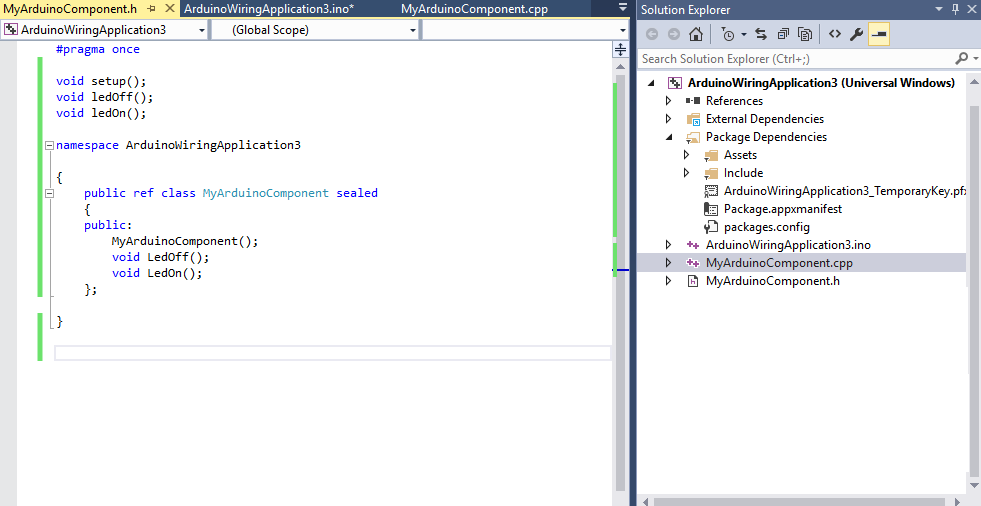 MyArduinoComponent.h
ArduinoWiringApplication3.ino*
MyArduinoComponent.cpp
ArduinoWiringApplication3
(Global Scope)
#pragma once
void setup();
void ledOff();
void ledOn();
namespace ArduinoWiringApplication3
{
public ref class MyArduinoComponent sealed
{
public:
MyArduinoComponent();
void LedOff();
void LedOn();
};
}
Solution Explorer
Search Solution Explorer (Ctrl+;)
ArduinoWiringApplication3 (Universal Windows)
References
External Dependencies
Package Dependencies
Assets
Include
ArduinoWiringApplication3_TemporaryKey.pfx
Package.appxmanifest
packages.config
ArduinoWiringApplication3.ino
MyArduinoComponent.cpp
MyArduinoComponent.h